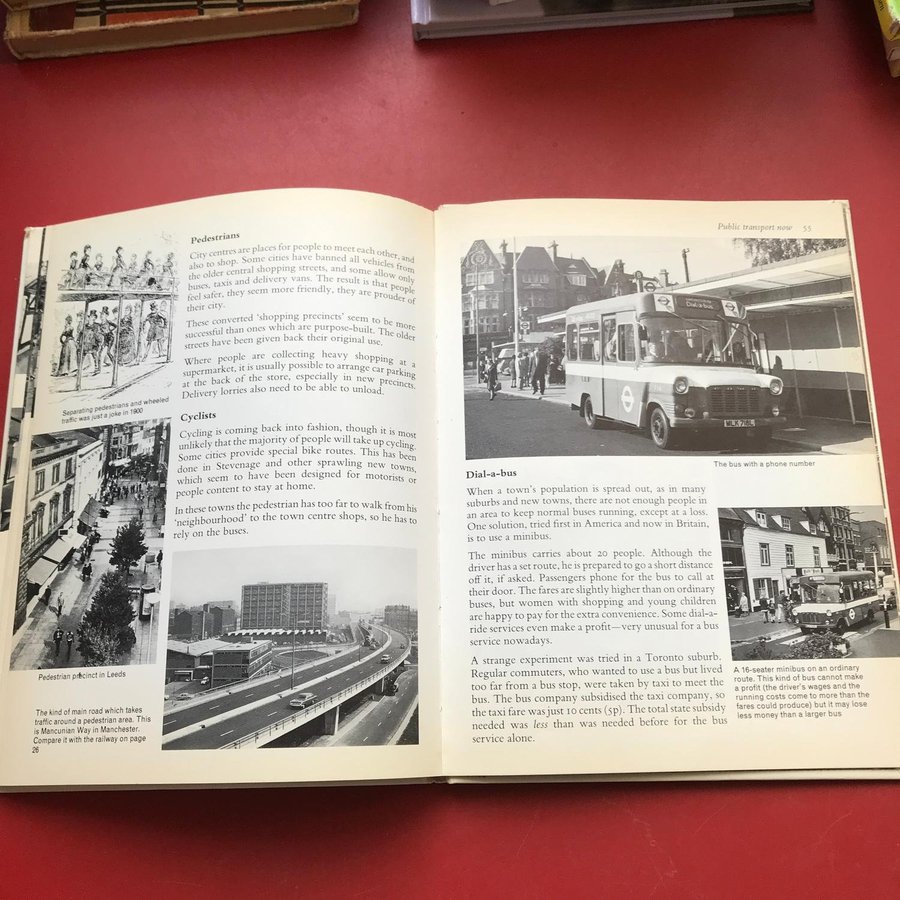 Pedestrians
City centres are places for people to meet each other, and
also to shop. Some cities have banned all vehicles from
the older central shopping streets, and some allow only
buses, taxis and delivery vans. The result is that people
feel safer, they seem more friendly, they are prouder of
their city.
These converted 'shopping precincts' seem to be more
successful than ones which are purpose-built. The older
streets have been given back their original use.
Where people are collecting heavy shopping at a
supermarket, it is usually possible to arrange car parking
at the back of the store, especially in new precincts.
Delivery lorries also need to be able to unload.
Separating pedestrians and wheeled
traffic was just a joke in 1900
Cyclists
Cycling is coming back into fashion, though it is most
unlikely that the majority of people will take up cycling.
Some cities provide special bike routes. This has been
done in Stevenage and other sprawling new towns,
which seem to have been designed for motorists or
people content to stay at home.
In these towns the pedestrian has too far to walk from his
'neighbourhood' to the town centre shops, so he has to
rely on the buses.
Pedestrian precinct in Leeds
The kind of main road which takes
traffic around a pedestrian area. This
is Mancunian Way in Manchester.
Compare it with the railway on page
26
Public transport now 55
Dial-a-bus
MLK 718L
The bus with a phone number
Dial-a-bus
When a town's population is spread out, as in many
suburbs and new towns, there are not enough people in
an area to keep normal buses running, except at a loss.
One solution, tried first in America and now in Britain,
is to use a minibus.
The minibus carries about 20 people. Although the
driver has a set route, he is prepared to go a short distance
off it, if asked. Passengers phone for the bus to call at
their door. The fares are slightly higher than on ordinary
buses, but women with shopping and young children
are happy to pay for the extra convenience. Some dial-a-
ride services even make a profit—very unusual for a bus
service nowadays.
A strange experiment was tried in a Toronto suburb.
Regular commuters, who wanted to use a bus but lived
too far from a bus stop, were taken by taxi to meet the
bus. The bus company subsidised the taxi company, so
the taxi fare was just 10 cents (5p). The total state subsidy
needed was less than was needed before for the bus
service alone.
A 16-seater minibus on an ordinary
route. This kind of bus cannot make
a profit (the driver's wages and the
running costs come to more than the
fares could produce) but it may lose
less money than a larger bus